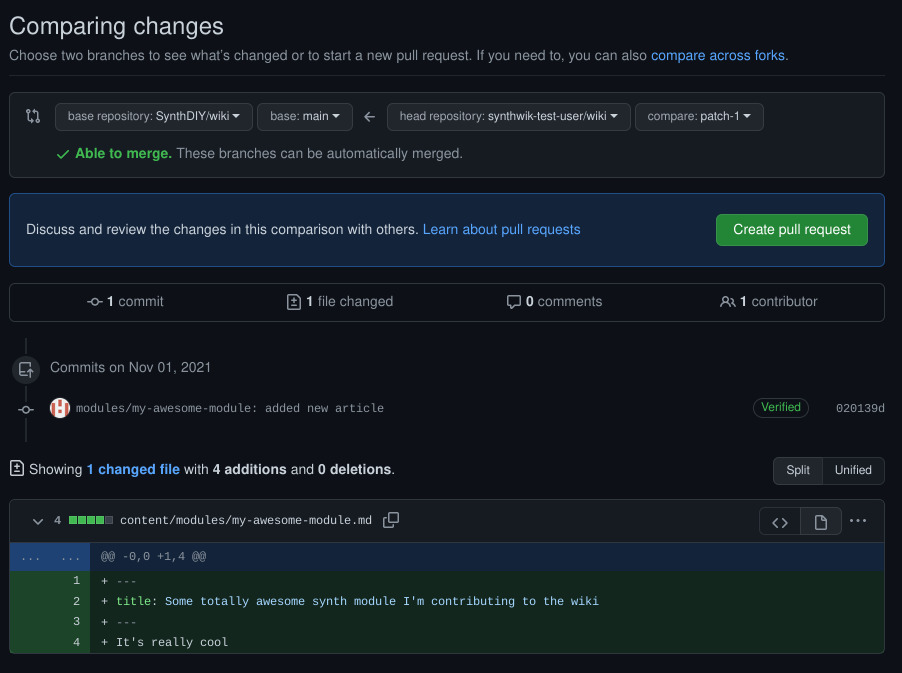 Comparing changes
Choose two branches to see what's changed or to start a new pull request. If you need to, you can also compare across forks.
base repository: SynthDIY/wiki base: main head repository: synthwik-test-user/wiki compare: patch-1
Able to merge. These branches can be automatically merged.
Discuss and review the changes in this comparison with others. Learn about pull requests Create pull request
1 commit 1 file changed 0 comments 1 contributor
Commits on Nov 01, 2021
modules/my-awesome-module: added new article Verified 020139d
Showing 1 changed file with 4 additions and 0 deletions. Split Unified
4 content/modules/my-awesome-module.md
... ... @@ -0,0 +1,4 @@
1 + ---
2 + title: Some totally awesome synth module I'm contributing to the wiki
3 + ---
4 + It's really cool